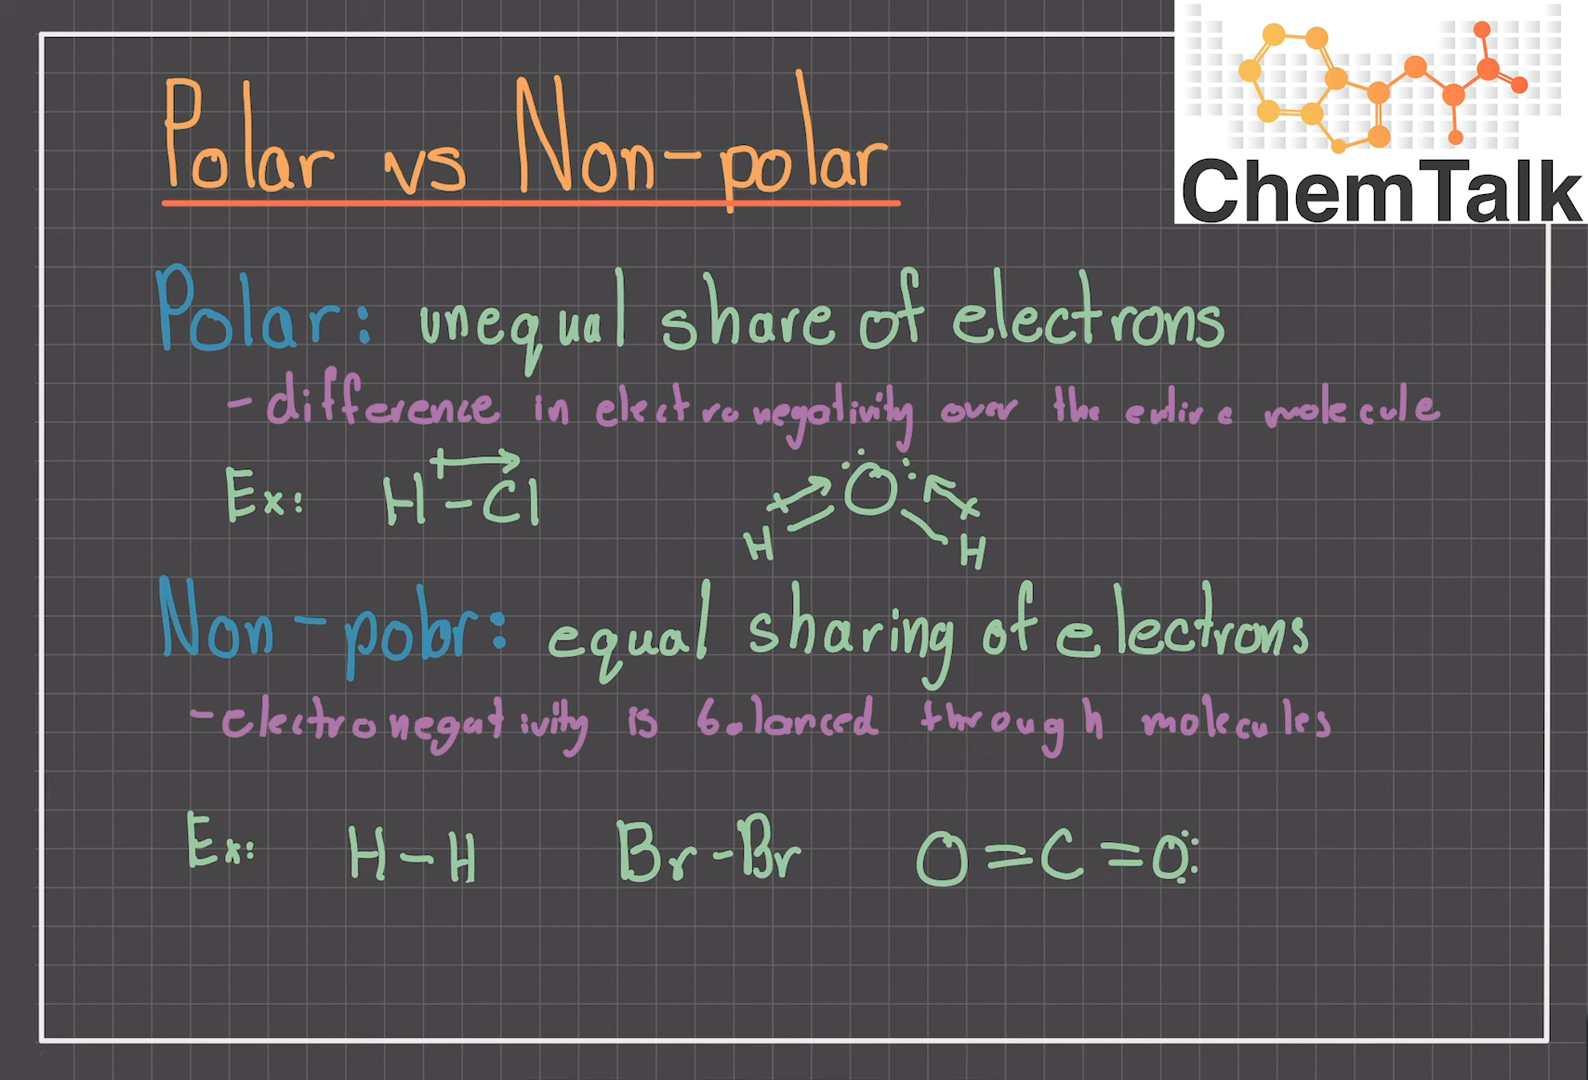 ChemTalk
Polar vs Non-polar
Polar: unequal share of electrons
- difference in electronegativity over the entire molecule
Ex: H-Cl
O
H H
Non-polar: equal sharing of electrons
-electronegativity is balanced through molecules
Ex: H-H Br-Br O=C=O